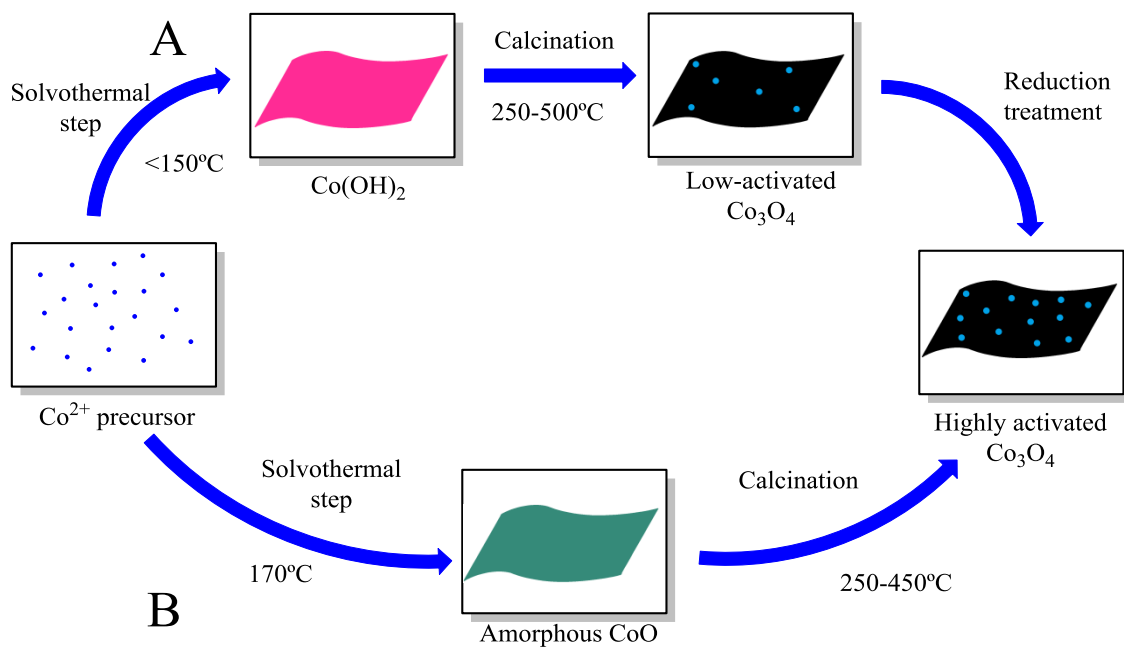 A
Solvothermal
step
<150ºC
Co(OH)2
Calcination
250-500ºC
Low-activated
Co3O4
Reduction
treatment
Co2+ precursor
Highly activated
Co3O4
B
Solvothermal
step
170ºC
Amorphous CoO
Calcination
250-450ºC